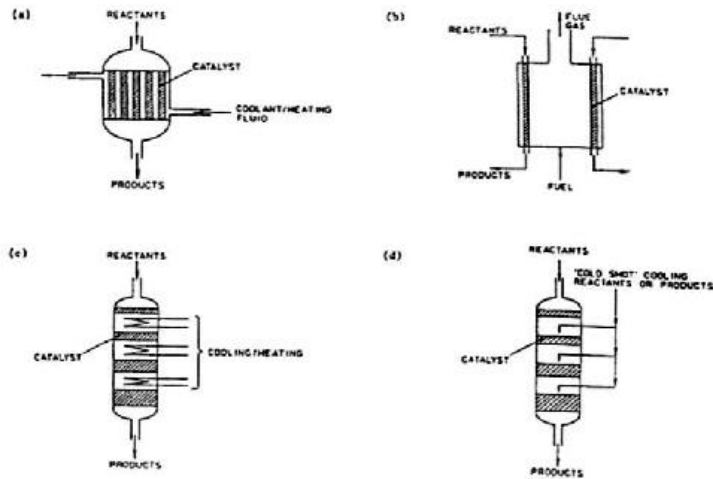 (a)
REACTANTS
CATALYST
COOLANT/HEATING
FLUID
PRODUCTS
(b)
FLUE
GAS
REACTANTS
CATALYST
PRODUCTS
FUEL
(c)
REACTANTS
CATALYST
COOLING/HEATING
PRODUCTS
(d)
REACTANTS
'COLD SHOT' COOLING
REACTANTS OR PRODUCTS
CATALYST
PRODUCTS